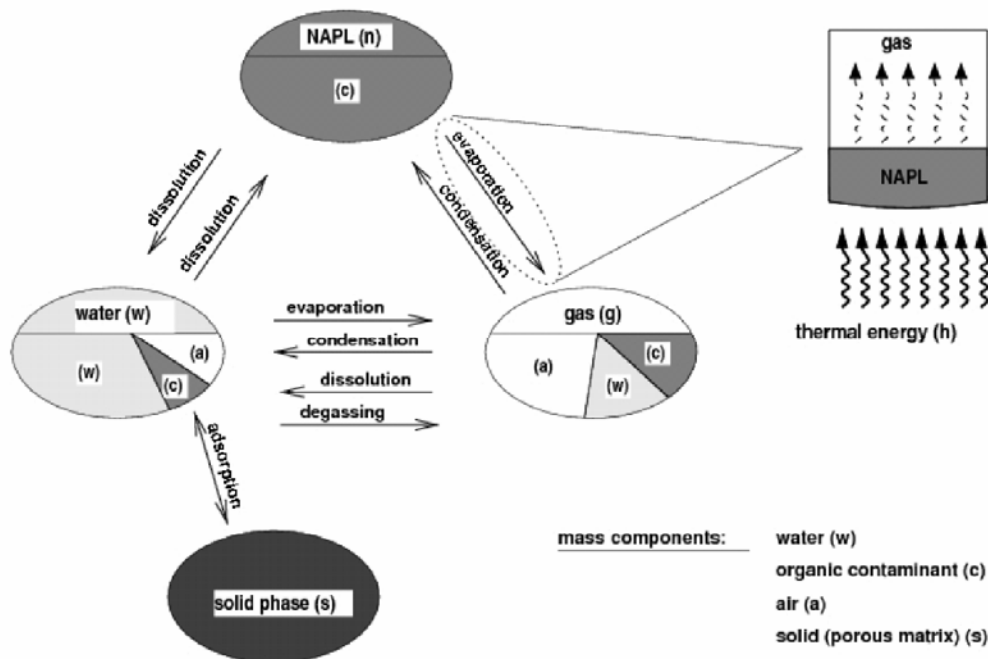 NAPL (n)
(c)
gas
NAPL
thermal energy (h)
dissolution
dissolution
evaporation
condensation
water (w)
(w)
(a)
(c)
evaporation
condensation
dissolution
degassing
gas (g)
(a)
(w)
(c)
adsorption
solid phase (s)
mass components:
water (w)
organic contaminant (c)
air (a)
solid (porous matrix) (s)